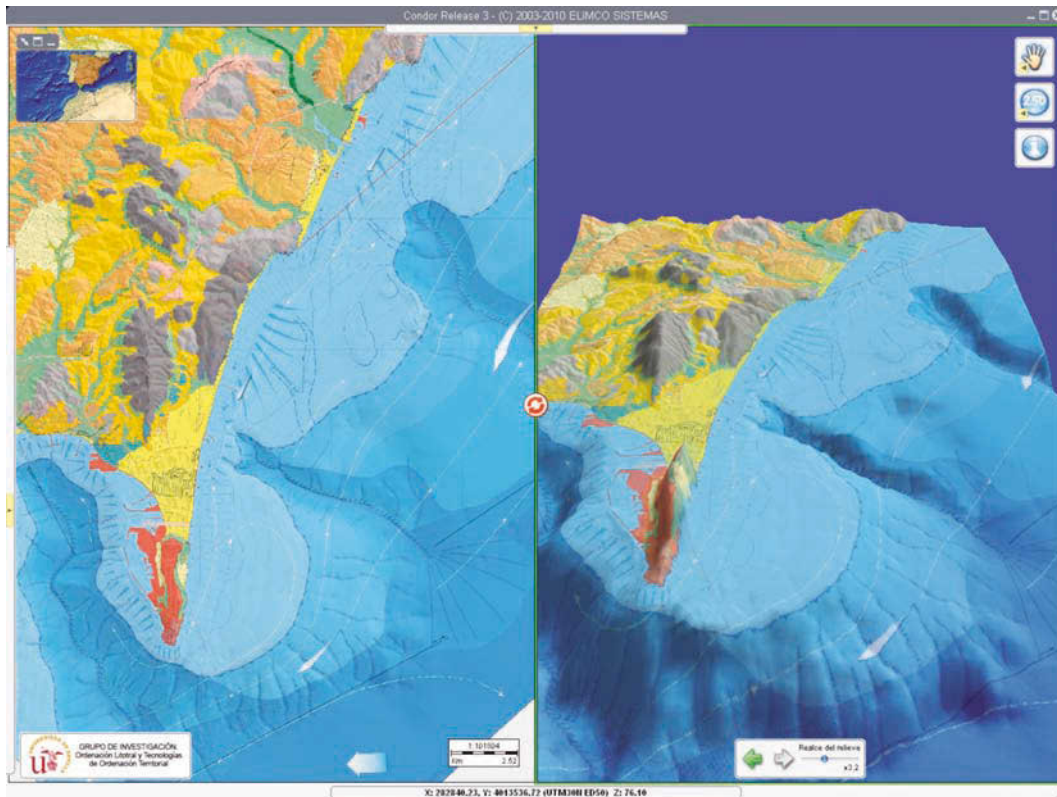 Condor Release 3 - (C) 2003-2010 ELIMCO SISTEMAS
GRUPO DE INVESTIGACIÓN:
Ordenación Litotral y Tecnologías
de Ordenación Territorial
1:101004
Km 2.52
Realce del relieve
x3.2
X: 282840.23, Y: 4013536.72 (UTM30N ED50) Z: 76.10